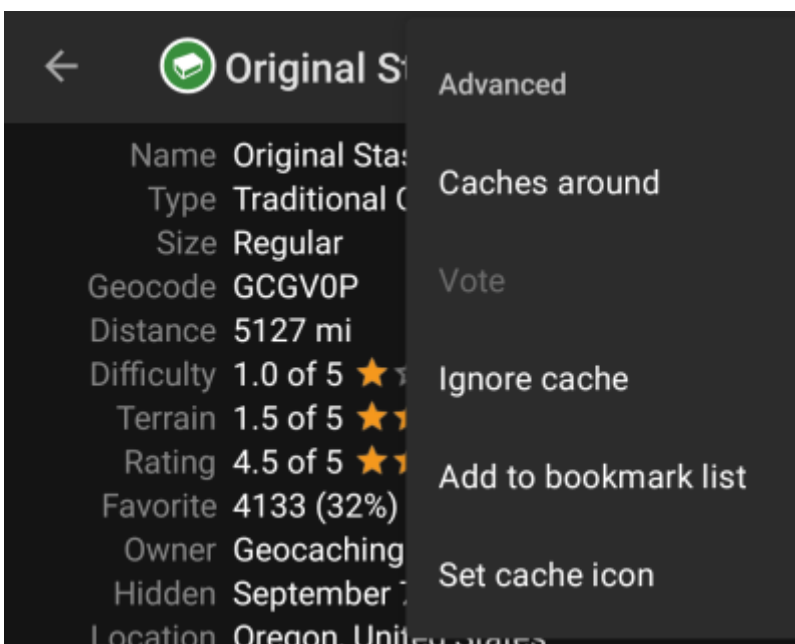 Original St
Name Original Stas
Type Traditional
Size Regular
Geocode GCGV0P
Distance 5127 mi
Difficulty 1.0 of 5
Terrain 1.5 of 5
Rating 4.5 of 5
Favorite 4133 (32%)
Owner Geocaching
Hidden September
Location Oregon, United States
Advanced
Caches around
Vote
Ignore cache
Add to bookmark list
Set cache icon